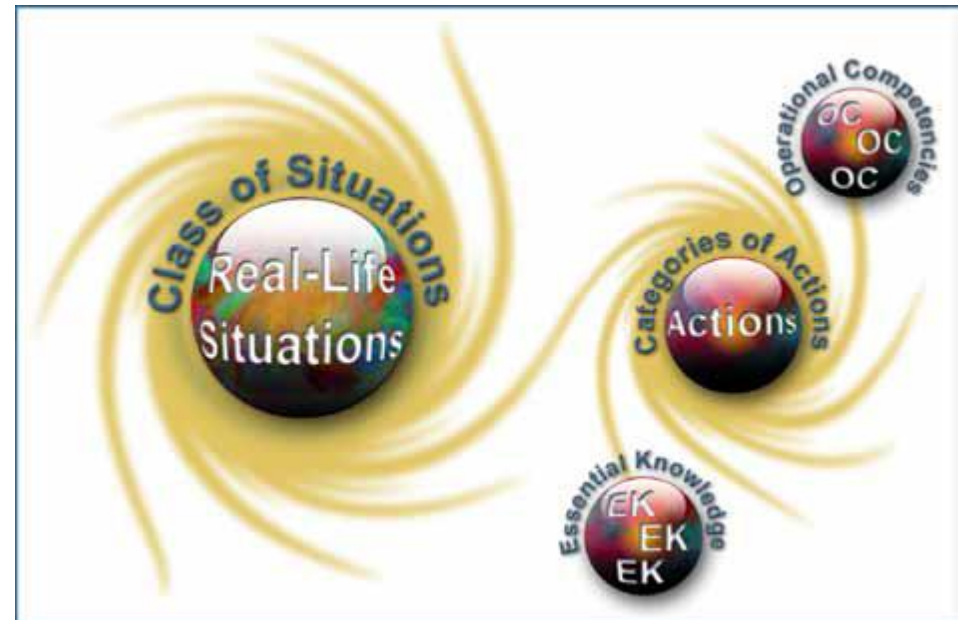 Class of Situations
Real-Life
Situations
Operational Competencies
OC
OC
OC
Categories of Actions
Actions
Essential Knowledge
EK
EK
EK